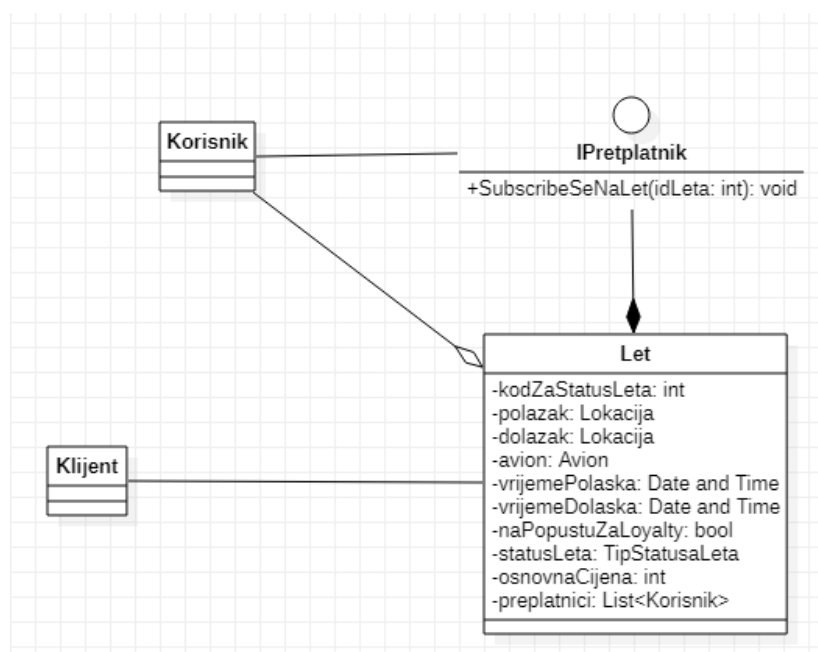 Korisnik
IPretplatnik
+SubscribeSeNaLet(idLeta: int): void
Let
-kodZaStatusLeta: int
-polazak: Lokacija
-dolazak: Lokacija
-avion: Avion
-vrijemePolaska: Date and Time
-vrijemeDolaska: Date and Time
-naPopustuZaLoyalty: bool
-statusLeta: TipStatusaLeta
-osnovnaCijena: int
-preplatnici: List<Korisnik>
Klijent